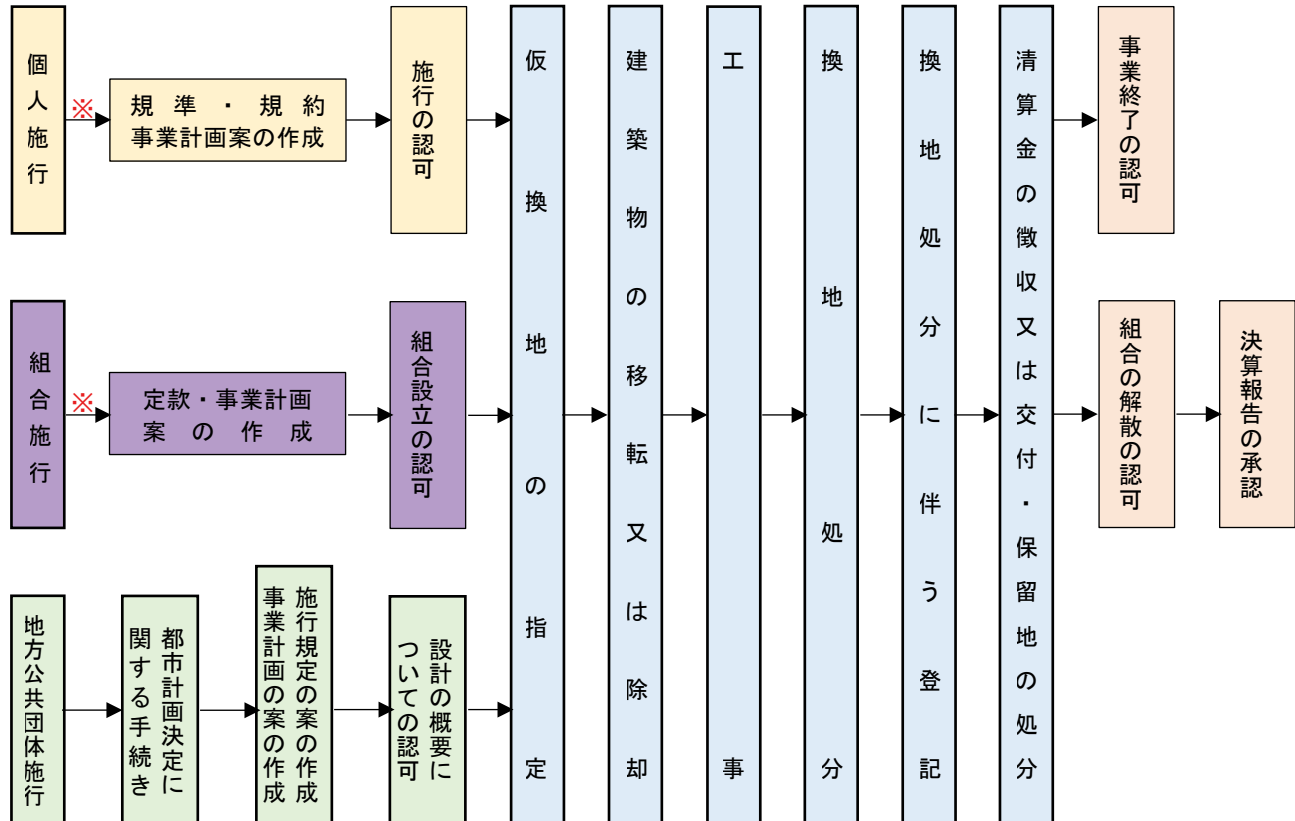 個人施行
※
規準・規約
事業計画案の作成
施行の認可
組合施行
※
定款・事業計画
案の作成
組合設立の認可
地方公共団体施行
都市計画決定に
関する手続き
施行規定の案の作成
事業計画の案の作成
設計の概要に
ついての認可
仮換地の指定
建築物の移転又は除却
工事
換地処分
換地処分に伴う登記
清算金の徴収又は交付・保留地の処分
事業終了の認可
組合の解散の認可
決算報告の承認